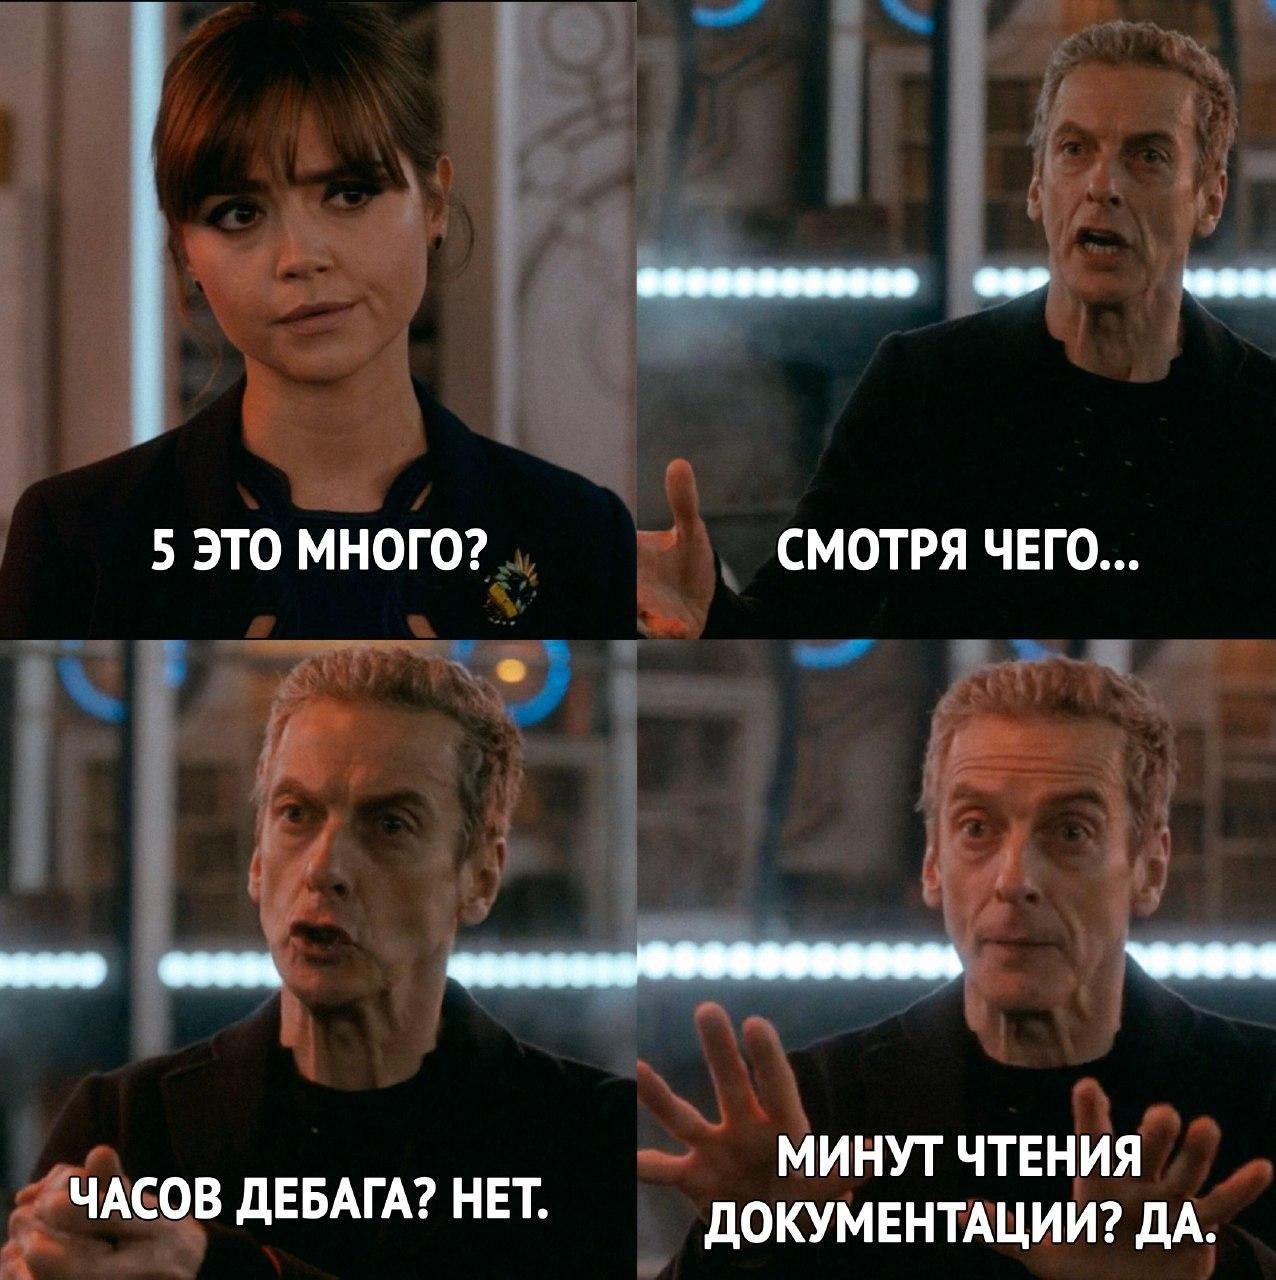 5 ЭТО МНОГО?
СМОТРЯ ЧЕГО...
ЧАСОВ ДЕБАГА? НЕТ.
МИНУТ ЧТЕНИЯ
ДОКУМЕНТАЦИИ? ДА.